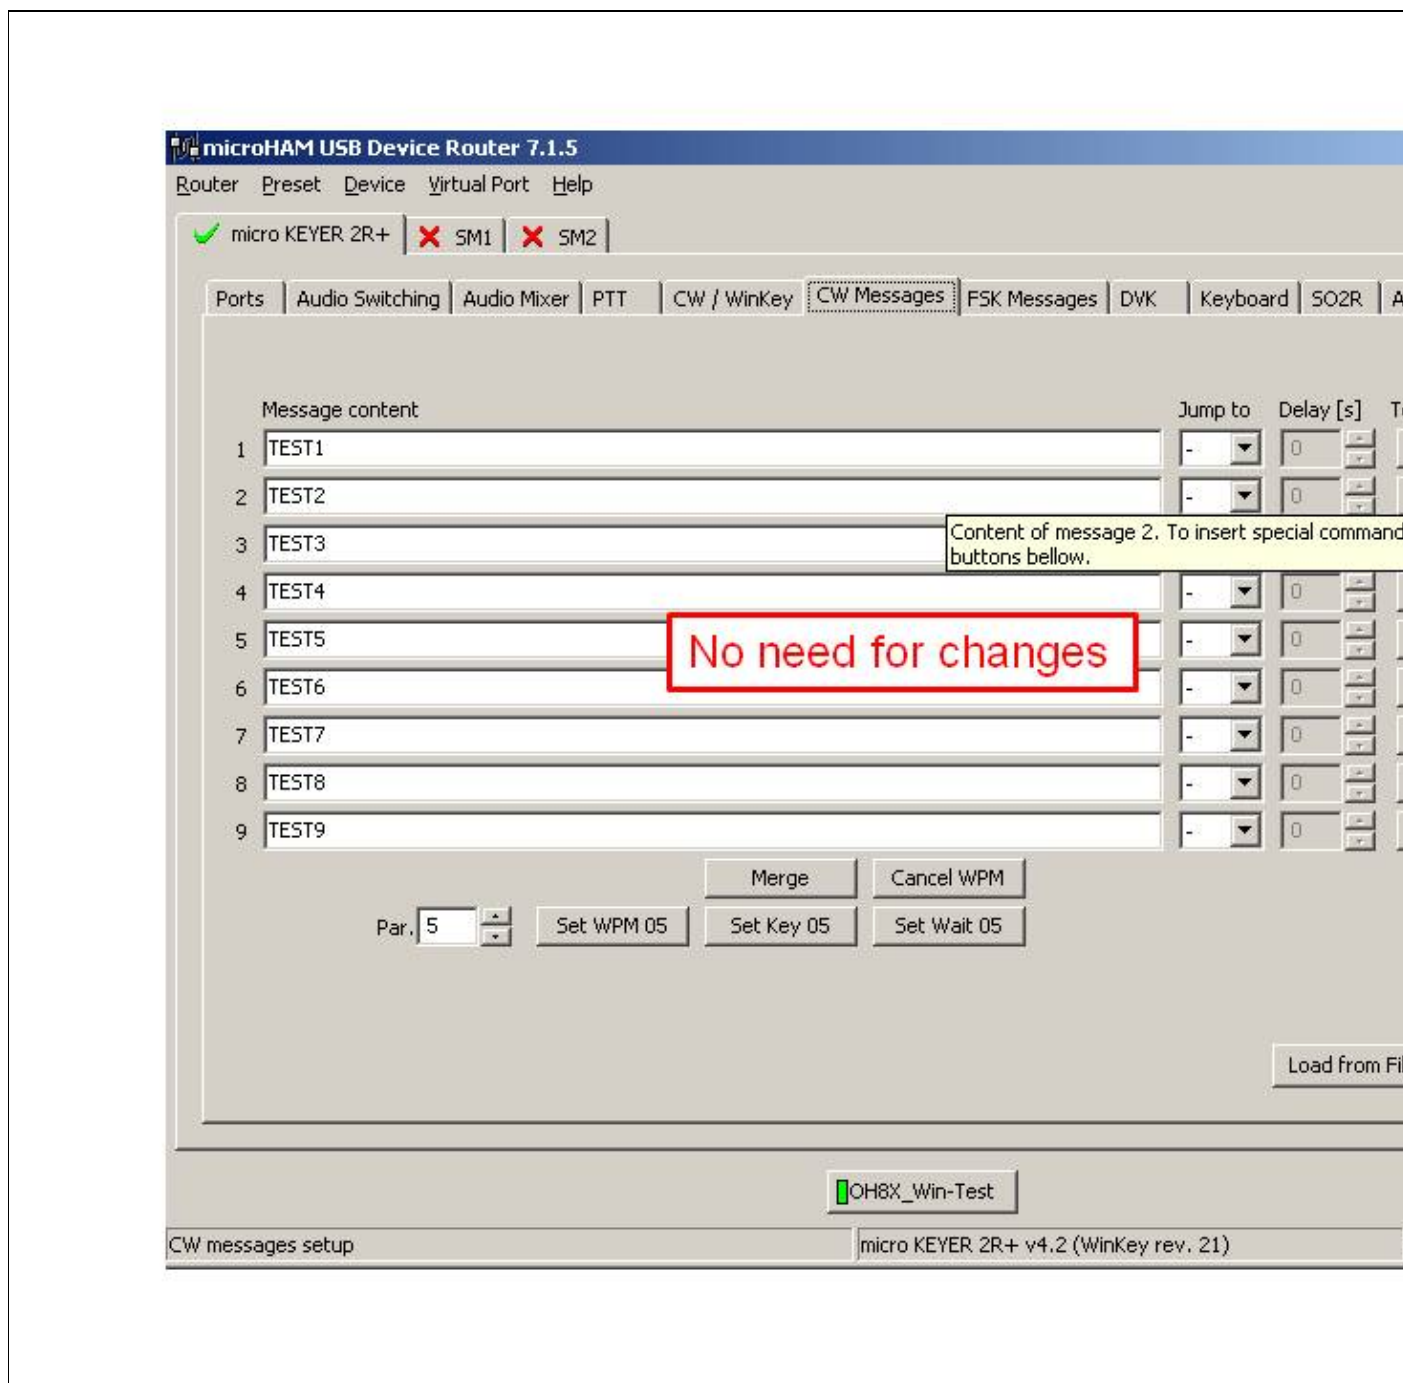 microHAM USB Device Router 7.1.5
Router Preset Device Virtual Port Help
micro KEYER 2R+ SM1 SM2
Ports Audio Switching Audio Mixer PTT CW / WinKey CW Messages FSK Messages DVK Keyboard SO2R A
Message content Jump to Delay [s]
1 TEST1 - 0
2 TEST2 - 0
Content of message 2. To insert special command
buttons bellow.
3 TEST3
4 TEST4 - 0
No need for changes
5 TEST5 - 0
6 TEST6 - 0
7 TEST7 - 0
8 TEST8 - 0
9 TEST9 - 0
Merge Cancel WPM
Par. 5 Set WPM 05 Set Key 05 Set Wait 05
Load from Fil
OH8X_Win-Test
CW messages setup micro KEYER 2R+ v4.2 (WinKey rev. 21)